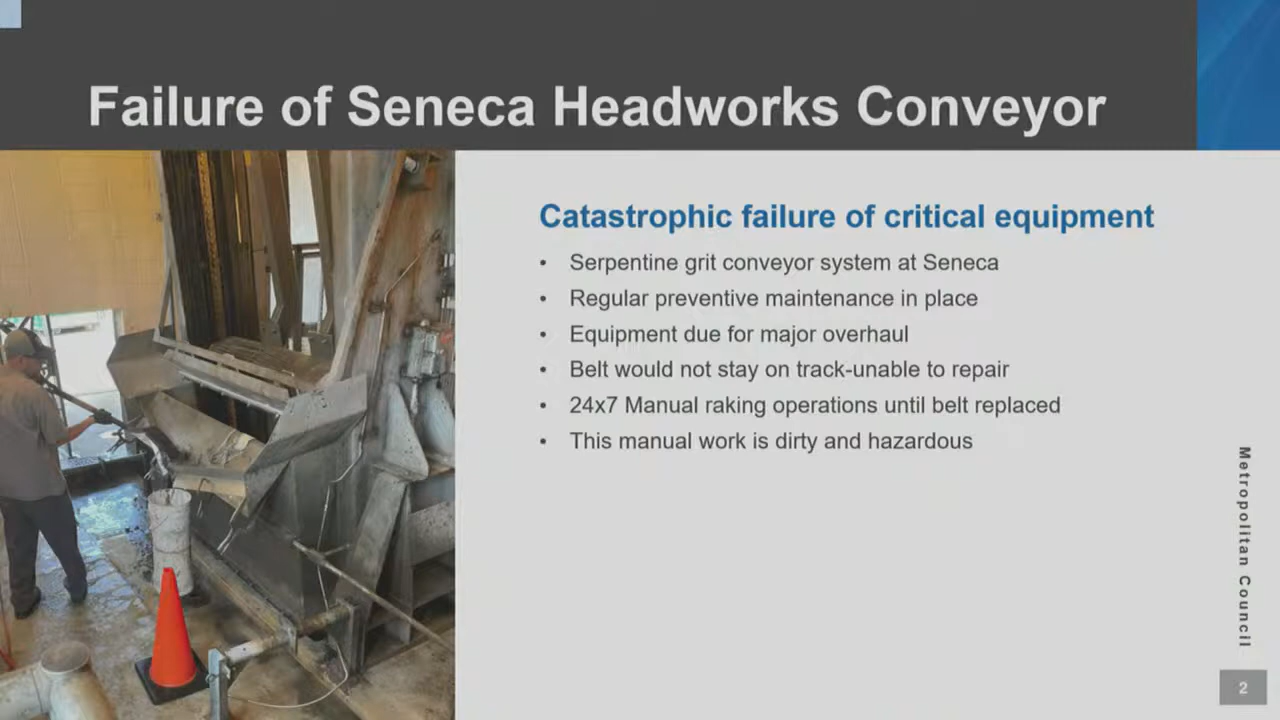 Failure of Seneca Headworks Conveyor
Catastrophic failure of critical equipment
• Serpentine grit conveyor system at Seneca
• Regular preventive maintenance in place
• Equipment due for major overhaul
• Belt would not stay on track-unable to repair
• 24x7 Manual raking operations until belt replaced
• This manual work is dirty and hazardous
Metropolitan Council
2